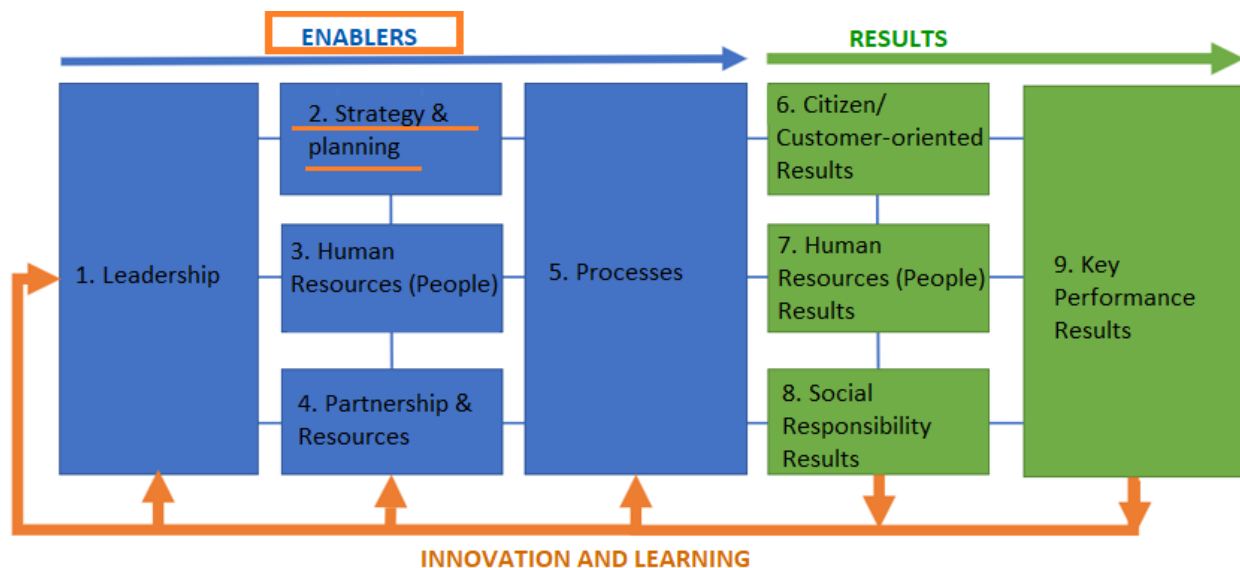 ENABLERS
RESULTS
1. Leadership
2. Strategy &
planning
3. Human
Resources (People)
4. Partnership &
Resources
5. Processes
6. Citizen/
Customer-oriented
Results
7. Human
Resources (People)
Results
8. Social
Responsibility
Results
9. Key
Performance
Results
INNOVATION AND LEARNING